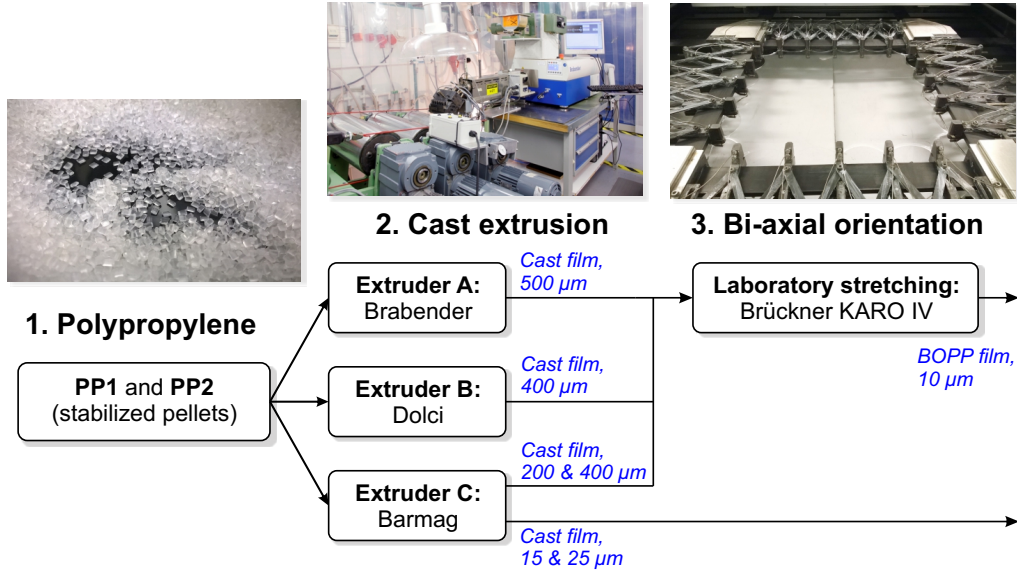 1. Polypropylene
PP1 and PP2
(stabilized pellets)
2. Cast extrusion
Extruder A:
Brabender
Cast film,
500 µm
Extruder B:
Dolci
Cast film,
400 µm
Extruder C:
Barmag
Cast film,
200 & 400 µm
Cast film,
15 & 25 µm
3. Bi-axial orientation
Laboratory stretching:
Brückner KARO IV
BOPP film,
10 µm